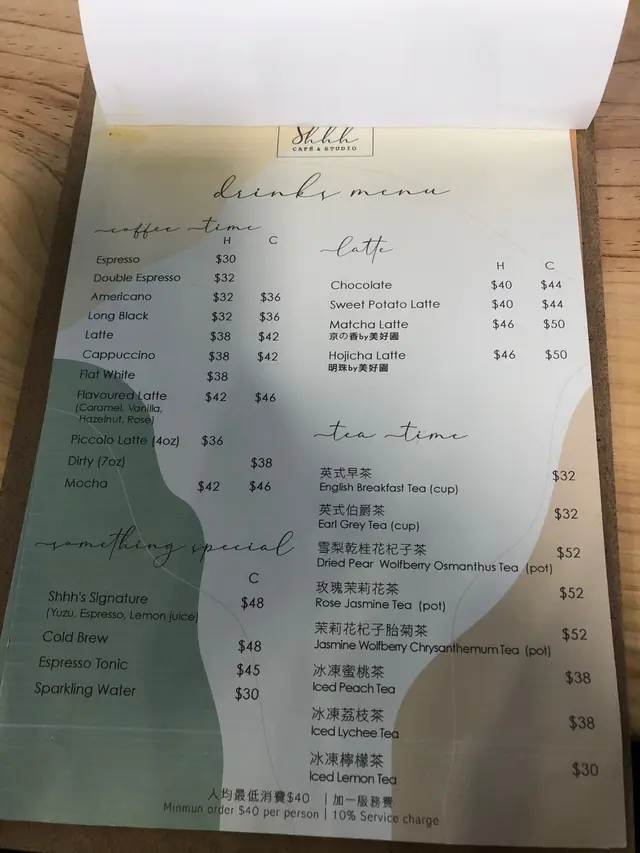 Shhh
CAFÉ & STUDIO
drinks menu
coffee time
H C
Espresso $30
Double Espresso $32
Americano $32 $36
Long Black $32 $36
Latte $38 $42
Cappuccino $38 $42
Flat White $38
Flavoured Latte $42 $46
(Caramel, Vanilla,
Hazelnut, Rose)
Piccolo Latte (4oz) $36
Dirty (7oz) $38
Mocha $42 $46
something special
C
Shhh's Signature $48
(Yuzu, Espresso, Lemon juice)
Cold Brew $48
Espresso Tonic $45
Sparkling Water $30
latte
H C
Chocolate $40 $44
Sweet Potato Latte $40 $44
Matcha Latte $46 $50
京の香by美好園
Hojicha Latte $46 $50
明珠by美好園
tea time
英式早茶 $32
English Breakfast Tea (cup)
英式伯爵茶 $32
Earl Grey Tea (cup)
雪梨乾桂花杞子茶 $52
Dried Pear Wolfberry Osmanthus Tea (pot)
玫瑰茉莉花茶 $52
Rose Jasmine Tea (pot)
茉莉花杞子胎菊茶 $52
Jasmine Wolfberry Chrysanthemum Tea (pot)
冰凍蜜桃茶 $38
Iced Peach Tea
冰凍荔枝茶 $38
Iced Lychee Tea
冰凍檸檬茶 $30
Iced Lemon Tea
人均最低消費$40 | 加一服務費
Minmun order $40 per person | 10% Service charge